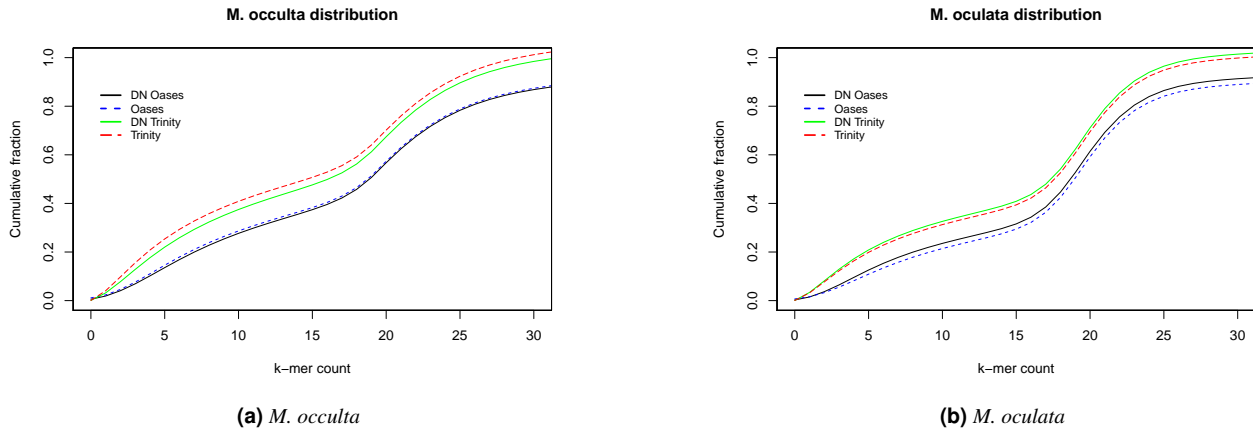 M. occulta distribution
Cumulative fraction
1.0
0.8
0.6
0.4
0.2
0.0
DN Oases
Oases
DN Trinity
Trinity
0 5 10 15 20 25 30
k−mer count
(a) M. occulta
M. oculata distribution
Cumulative fraction
1.0
0.8
0.6
0.4
0.2
0.0
DN Oases
Oases
DN Trinity
Trinity
0 5 10 15 20 25 30
k−mer count
(b) M. oculata